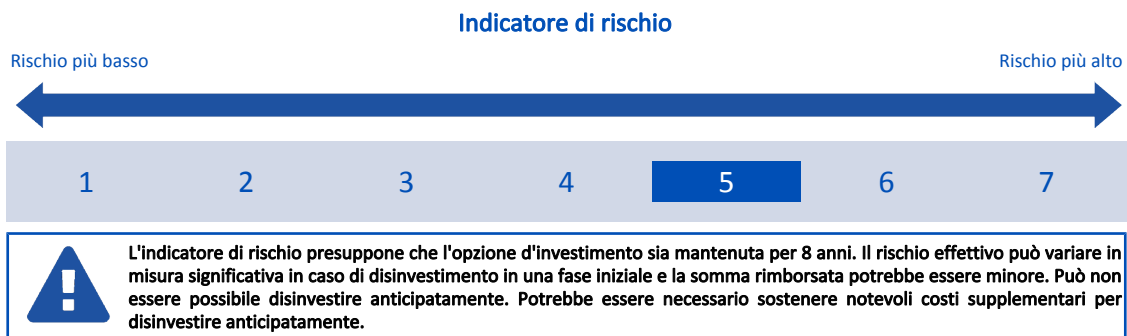 Indicatore di rischio
Rischio più basso
Rischio più alto
1 2 3 4 5 6 7
L'indicatore di rischio presuppone che l'opzione d'investimento sia mantenuta per 8 anni. Il rischio effettivo può variare in
misura significativa in caso di disinvestimento in una fase iniziale e la somma rimborsata potrebbe essere minore. Può non
essere possibile disinvestire anticipatamente. Potrebbe essere necessario sostenere notevoli costi supplementari per
disinvestire anticipatamente.